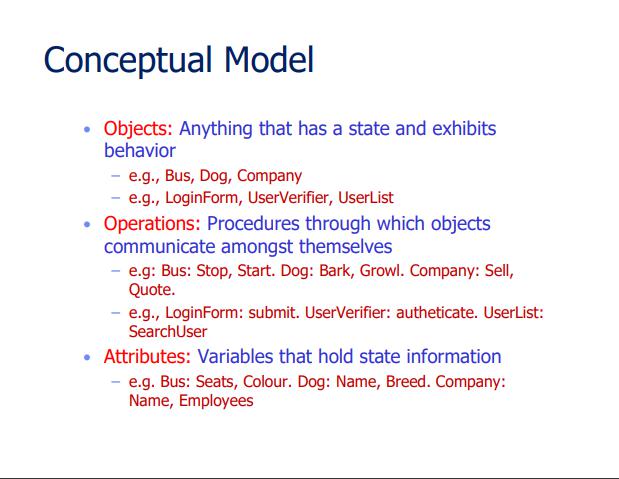 Conceptual Model
• Objects: Anything that has a state and exhibits
behavior
– e.g., Bus, Dog, Company
– e.g., LoginForm, UserVerifier, UserList
• Operations: Procedures through which objects
communicate amongst themselves
– e.g: Bus: Stop, Start. Dog: Bark, Growl. Company: Sell,
Quote.
– e.g., LoginForm: submit. UserVerifier: autheticate. UserList:
SearchUser
• Attributes: Variables that hold state information
– e.g. Bus: Seats, Colour. Dog: Name, Breed. Company:
Name, Employees